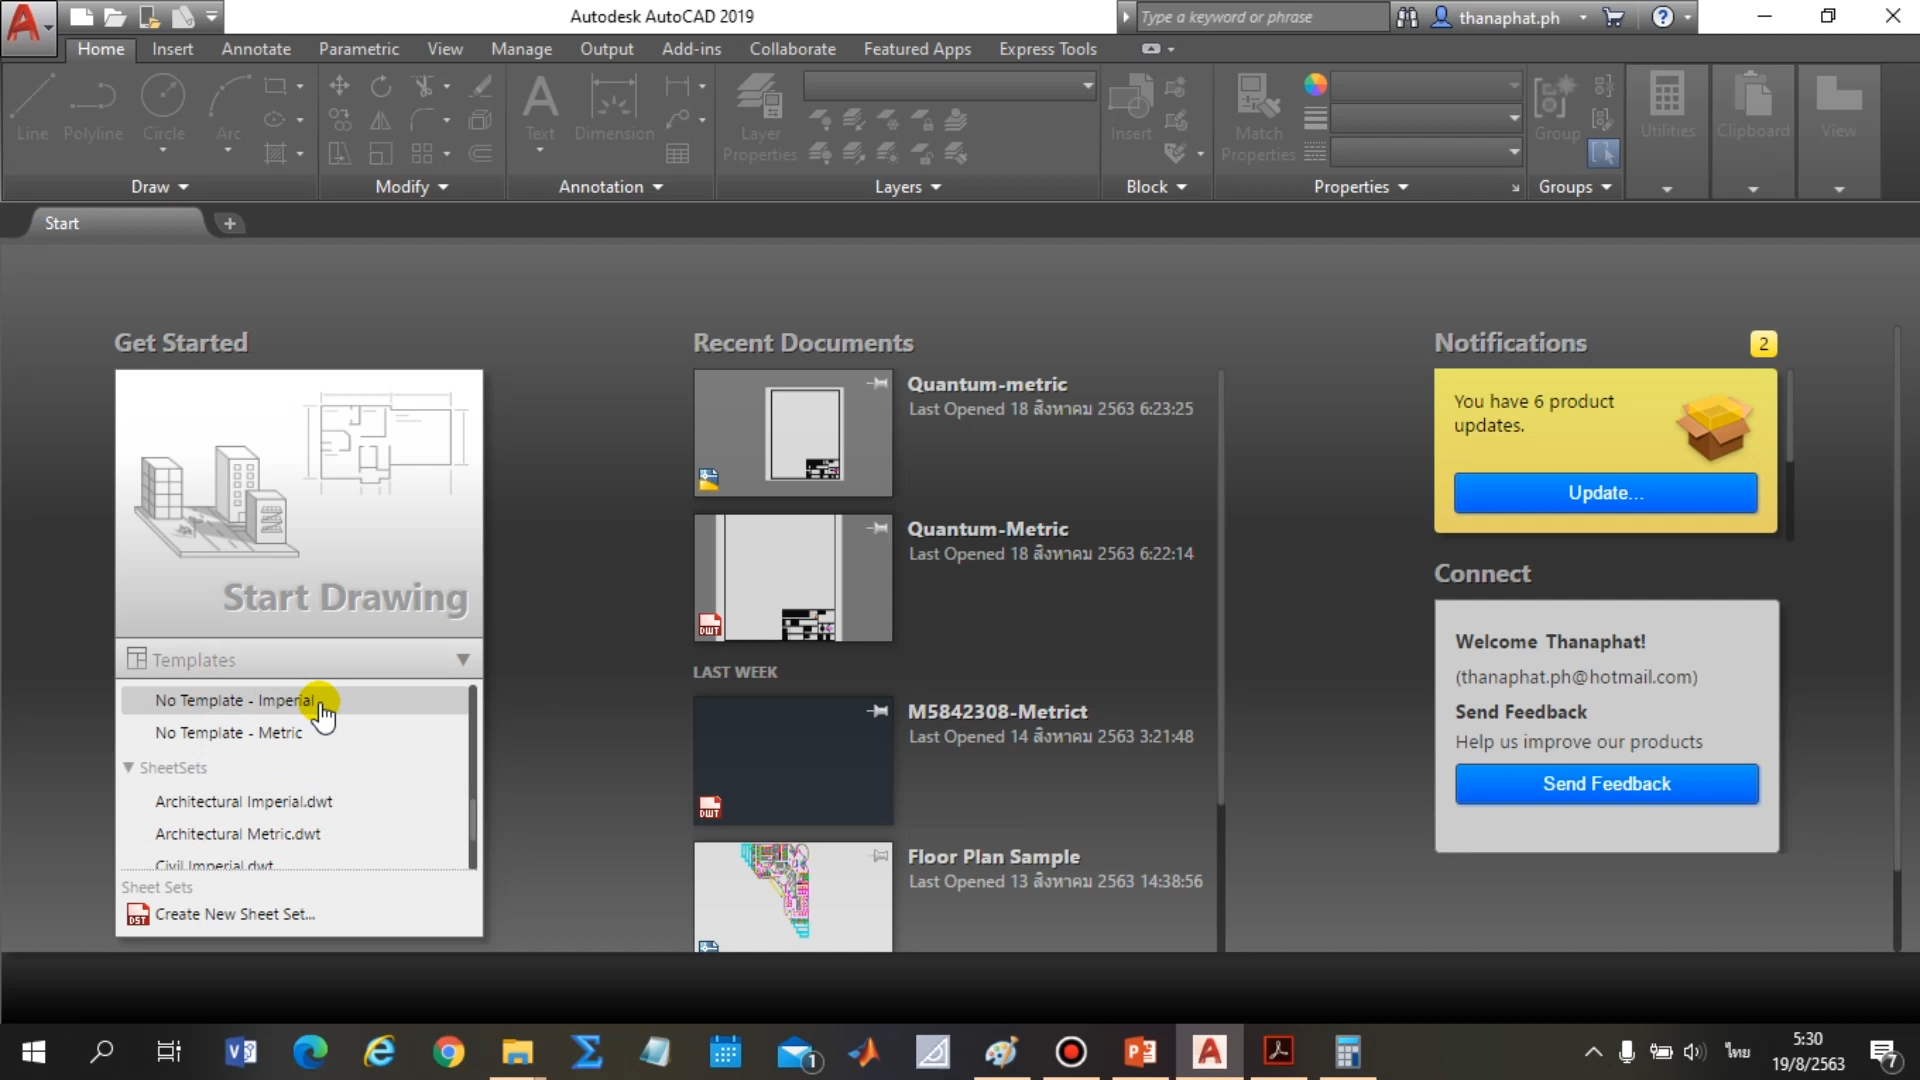 Autodesk AutoCAD 2019
Type a keyword or phrase
thanaphat.ph
Home Insert Annotate Parametric View Manage Output Add-ins Collaborate Featured Apps Express Tools
Line Polyline Circle Arc
Text Dimension
Layer Properties
Insert
Match Properties
Group
Utilities
Clipboard
View
Draw Modify Annotation Layers Block Properties Groups
Start
Get Started
Start Drawing
Templates
No Template - Imperial
No Template - Metric
SheetSets
Architectural Imperial.dwt
Architectural Metric.dwt
Civil Imperial.dwt
Sheet Sets
DST Create New Sheet Set...
Recent Documents
Quantum-metric
Last Opened 18 สิงหาคม 2563 6:23:25
Quantum-Metric
Last Opened 18 สิงหาคม 2563 6:22:14
DWT
LAST WEEK
M5842308-Metrict
Last Opened 14 สิงหาคม 2563 3:21:48
DWT
Floor Plan Sample
Last Opened 13 สิงหาคม 2563 14:38:56
Notifications 2
You have 6 product
updates.
Update...
Connect
Welcome Thanaphat!
(thanaphat.ph@hotmail.com)
Send Feedback
Help us improve our products
Send Feedback
ไทย
5:30
19/8/2563
7
1